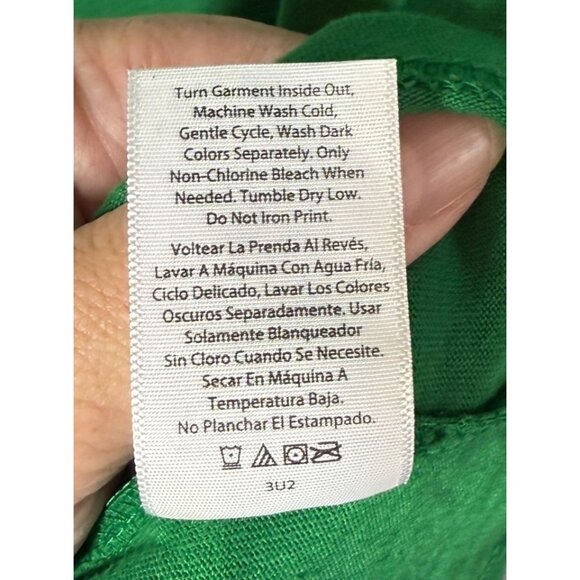 Turn Garment Inside Out,
Machine Wash Cold,
Gentle Cycle, Wash Dark
Colors Separately. Only
Non-Chlorine Bleach When
Needed. Tumble Dry Low.
Do Not Iron Print.
Voltear La Prenda Al Revés,
Lavar A Máquina Con Agua Fría,
Ciclo Delicado, Lavar Los Colores
Oscuros Separadamente. Usar
Solamente Blanqueador
Sin Cloro Cuando Se Necesite.
Secar En Máquina A
Temperatura Baja.
No Planchar El Estampado.
3U2